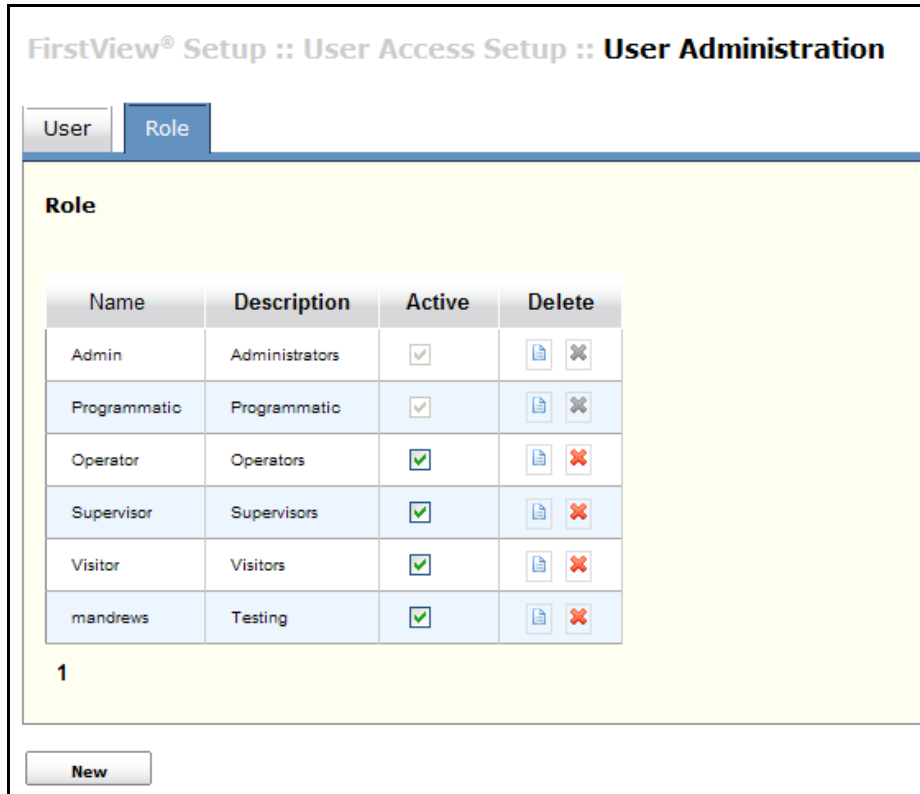 FirstView® Setup :: User Access Setup :: User Administration
User Role
Role
Name Description Active Delete
Admin Administrators
Programmatic Programmatic
Operator Operators
Supervisor Supervisors
Visitor Visitors
mandrews Testing
1
New